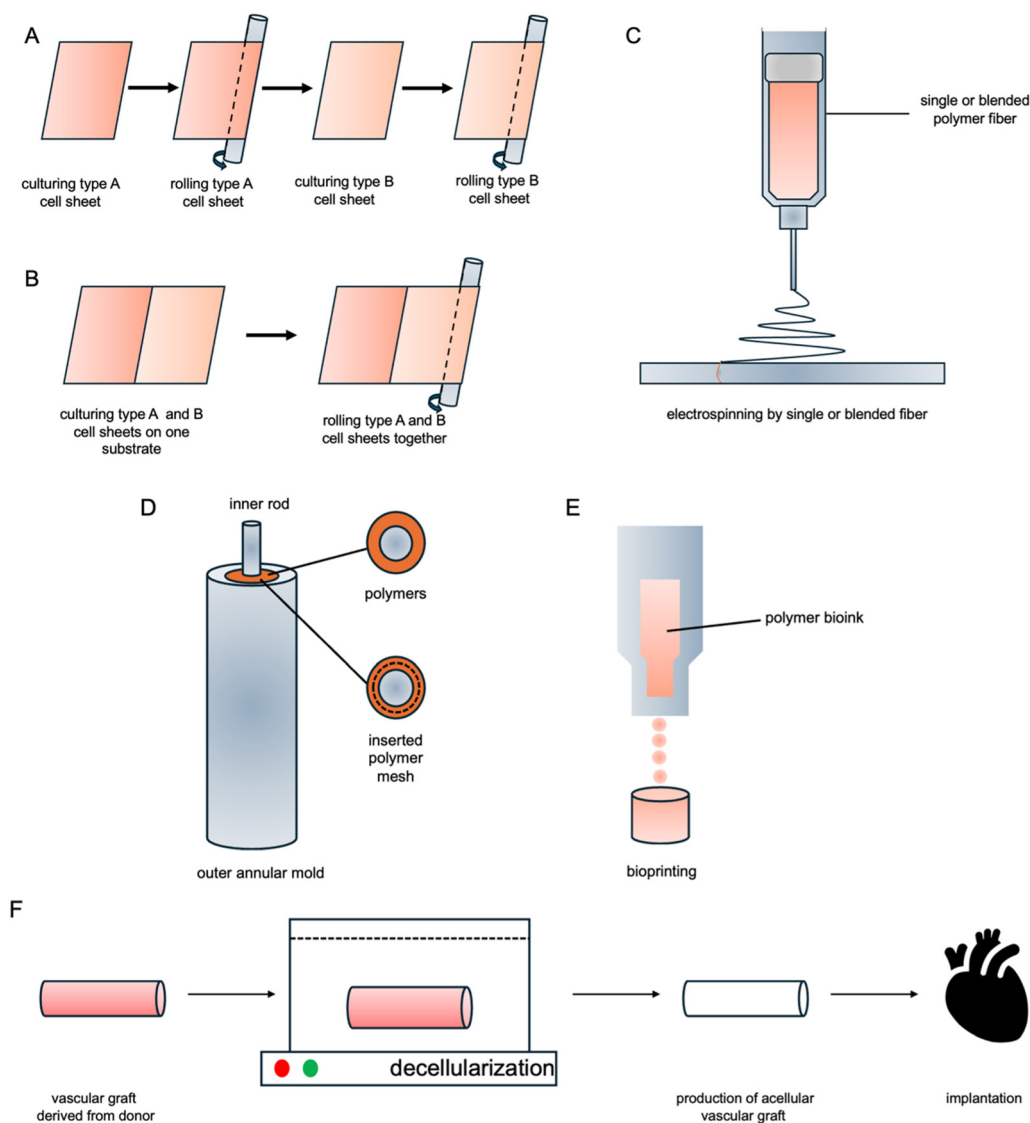 A
culturing type A
cell sheet
rolling type A
cell sheet
culturing type B
cell sheet
rolling type B
cell sheet
B
culturing type A  and B
cell sheets on one
substrate
rolling type A and B
cell sheets together
C
single or blended
polymer fiber
electrospinning by single or blended fiber
D
inner rod
polymers
inserted
polymer
mesh
outer annular mold
E
polymer bioink
bioprinting
F
vascular graft
derived from donor
decellularization
production of acellular
vascular graft
implantation